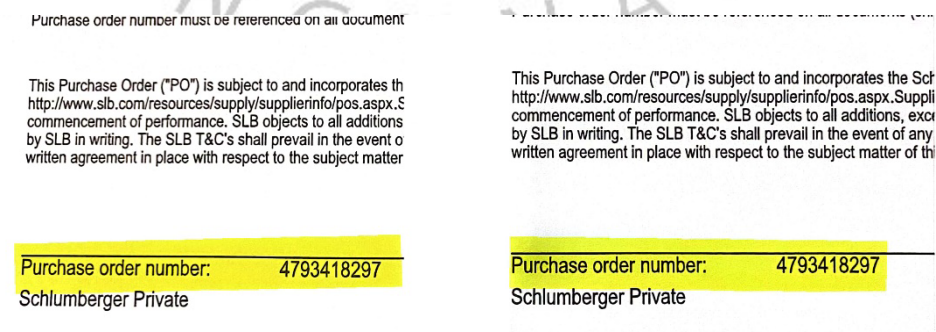 Purchase order number must be referenced on all document
This Purchase Order ("PO") is subject to and incorporates th
http://www.slb.com/resources/supply/supplierinfo/pos.aspx.S
commencement of performance. SLB objects to all additions
by SLB in writing. The SLB T&C's shall prevail in the event o
written agreement in place with respect to the subject matter
Purchase order number: 4793418297
Schlumberger Private
This Purchase Order ("PO") is subject to and incorporates the Sch
http://www.slb.com/resources/supply/supplierinfo/pos.aspx.Suppli
commencement of performance. SLB objects to all additions, exce
by SLB in writing. The SLB T&C's shall prevail in the event of any
written agreement in place with respect to the subject matter of thi
Purchase order number: 4793418297
Schlumberger Private